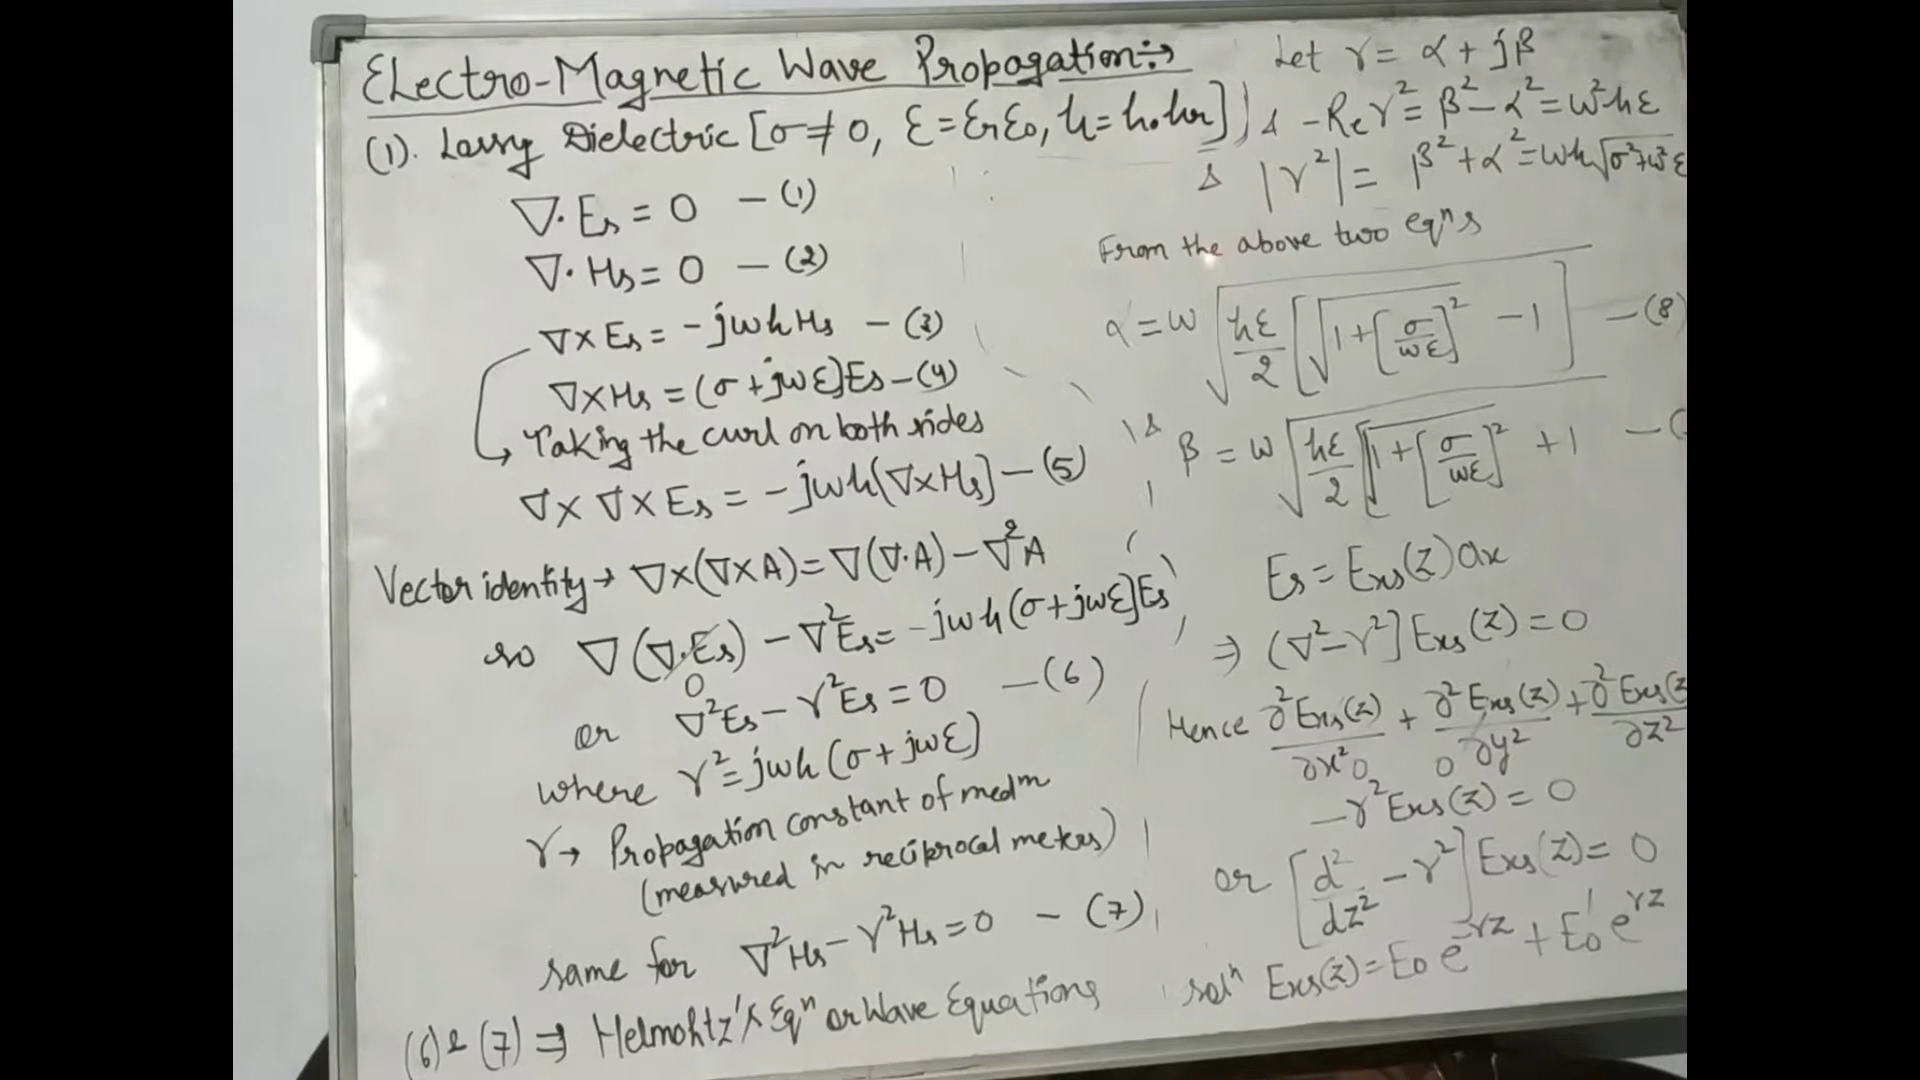 Electro-Magnetic Wave Propagation:→
(1). Lossy Dielectric [σ≠0, ε=εrε0, μ=μ0μr]
∇·Es = 0 — (1)
∇·Hs = 0 — (2)
∇×Es = -jωμHs — (3)
∇×Hs = (σ+jωε]Es — (4)
Taking the curl on both sides
∇×∇×Es = -jωμ(∇×Hs] — (5)
Vector identity → ∇×(∇×A) = ∇(∇·A) - ∇²A
so ∇(∇·Es) - ∇²Es = -jωμ(σ+jωε]Es
0
or ∇²Es - γ²Es = 0 — (6)
where γ² = jωμ(σ+jωε]
γ → Propagation constant of medm
(measured in reciprocal meters)
same for ∇²Hs - γ²Hs = 0 — (7)
(6) & (7) ⇒ Helmohtz's Eqn or Wave Equations
Let γ = α + jβ
& -Re γ² = β² - α² = ω²με
& |γ²| = β² + α² = ωμ√σ²+ω²ε
From the above two eqns
α = ω √με/2 [√1+[σ/ωε]² - 1] — (8)
& β = ω √με/2 [√1+[σ/ωε]² + 1 — (
Es = Exs(z)ax
⇒ (∇²-γ²]Exs(z) = 0
Hence ∂²Exs(z)/∂x² + ∂²Exs(z)/∂y² + ∂²Exs(z/∂z²
0 0
-γ²Exs(z) = 0
or [d²/dz² - γ²] Exs(z) = 0
soln Exs(z) = E0 e^-γz + E0' e^γz